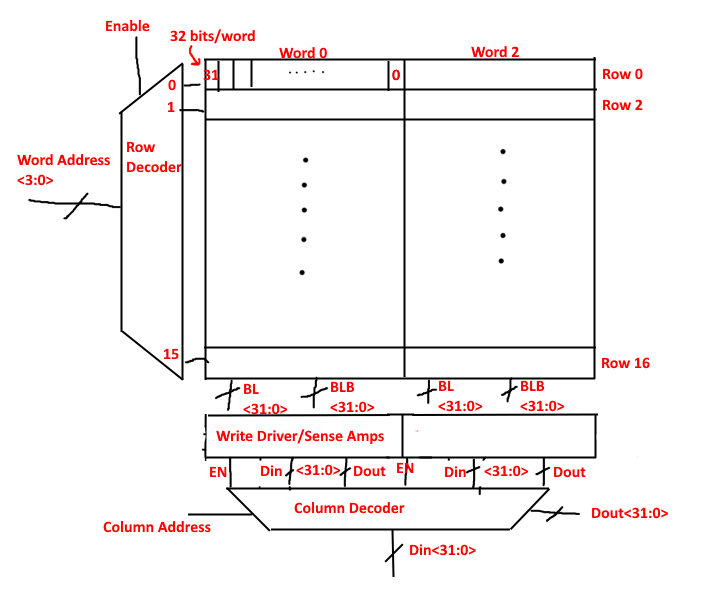 Enable
32 bits/word
Word 0
Word 2
31
.....
0
Row 0
0
1
Row 2
Row
Decoder
Word Address
<3:0>
15
Row 16
BL
<31:0>
BLB
<31:0>
BL
<31:0>
BLB
<31:0>
Write Driver/Sense Amps
EN
Din
<31:0>
Dout
EN
Din
<31:0>
Dout
Column Decoder
Column Address
Dout<31:0>
Din<31:0>